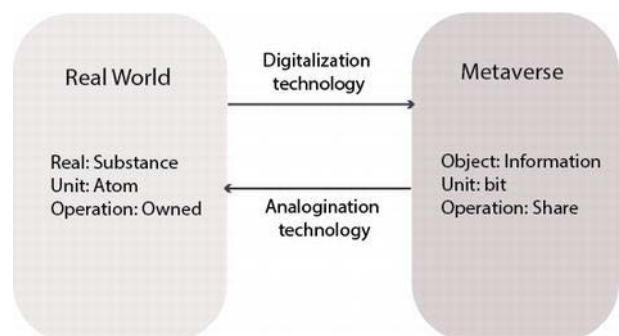 Real World
Real: Substance
Unit: Atom
Operation: Owned
Digitalization
technology
Analogination
technology
Metaverse
Object: Information
Unit: bit
Operation: Share